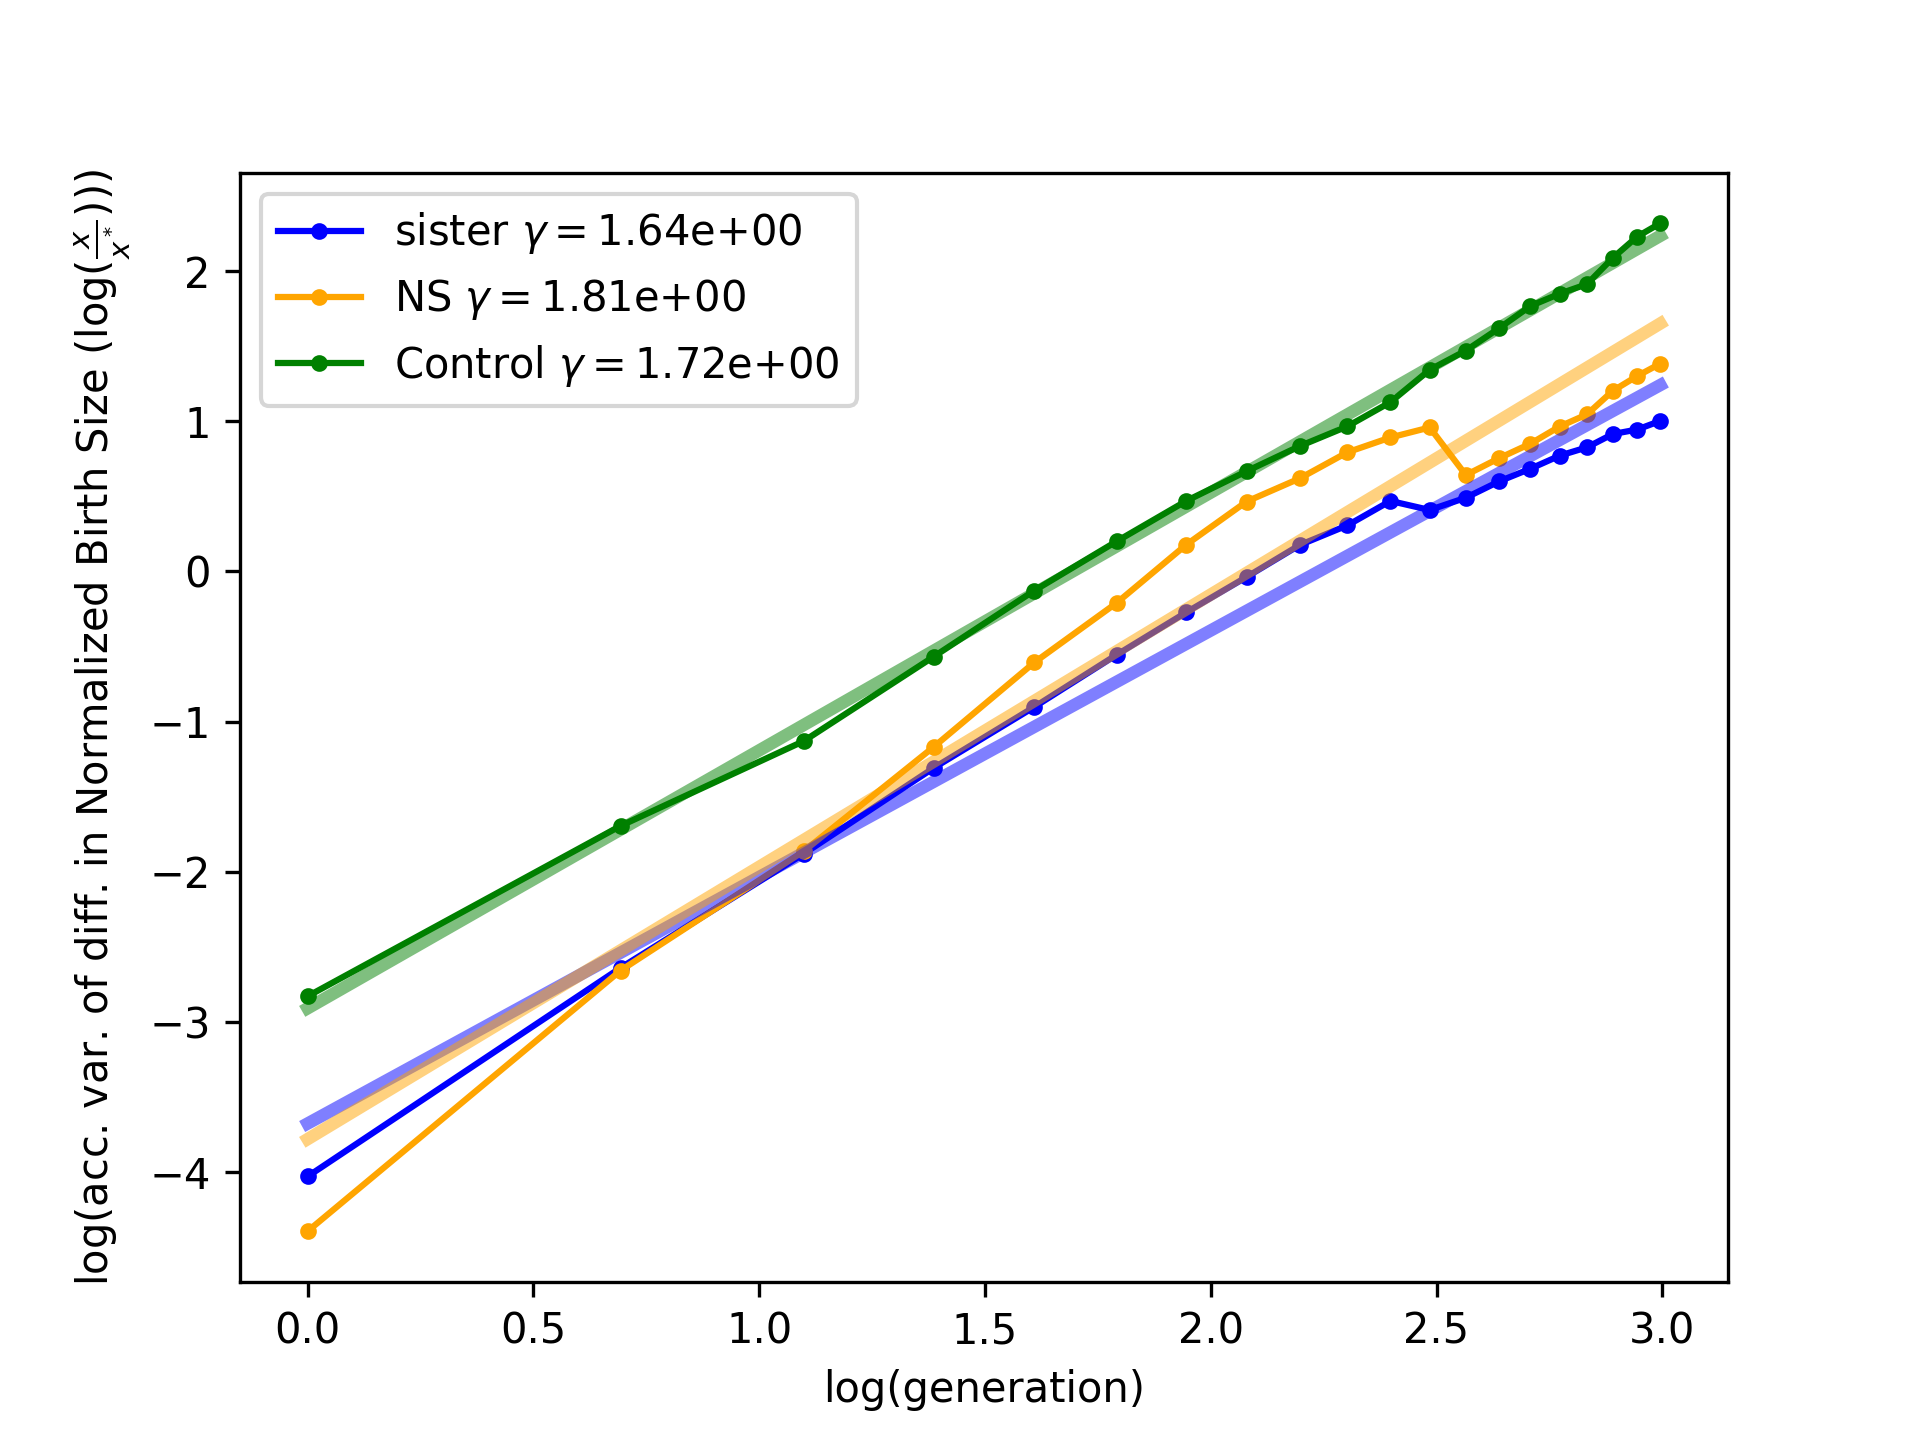 sister γ = 1.64e+00
NS γ = 1.81e+00
Control γ = 1.72e+00
log(acc. var. of diff. in Normalized Birth Size (log(x/x*)))
2
1
0
−1
−2
−3
−4
0.0 0.5 1.0 1.5 2.0 2.5 3.0
log(generation)